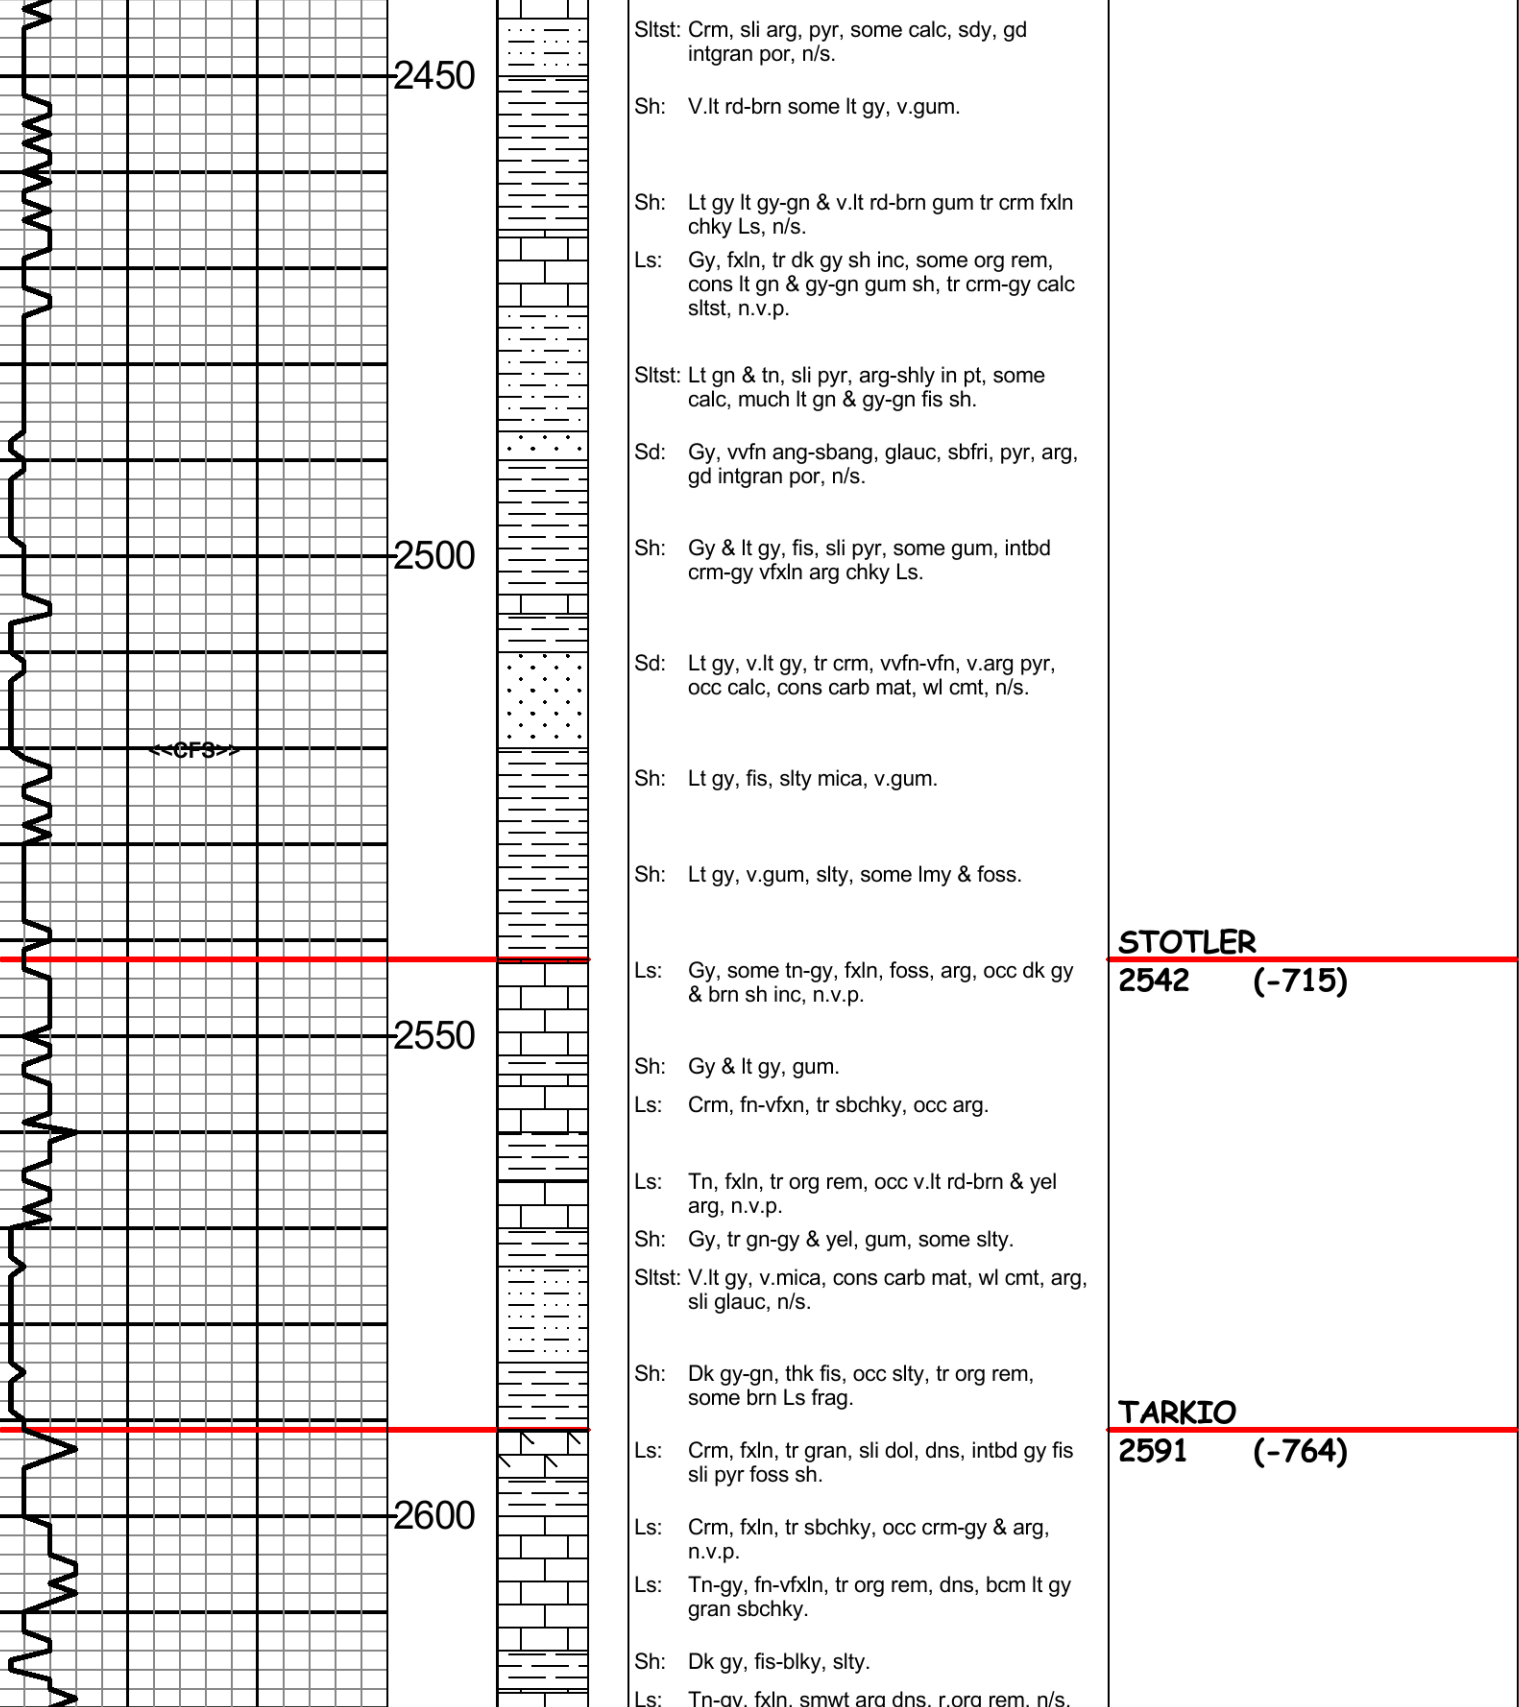 Sltst: Crm, sli arg, pyr, some calc, sdy, gd
intgran por, n/s.
2450
Sh: V.lt rd-brn some lt gy, v.gum.
Sh: Lt gy lt gy-gn & v.lt rd-brn gum tr crm fxln
chky Ls, n/s.
Ls: Gy, fxln, tr dk gy sh inc, some org rem,
cons lt gn & gy-gn gum sh, tr crm-gy calc
sltst, n.v.p.
Sltst: Lt gn & tn, sli pyr, arg-shly in pt, some
calc, much lt gn & gy-gn fis sh.
Sd: Gy, vvfn ang-sbang, glauc, sbfri, pyr, arg,
gd intgran por, n/s.
2500
Sh: Gy & lt gy, fis, sli pyr, some gum, intbd
crm-gy vfxln arg chky Ls.
Sd: Lt gy, v.lt gy, tr crm, vvfn-vfn, v.arg pyr,
occ calc, cons carb mat, wl cmt, n/s.
<<CFS>>
Sh: Lt gy, fis, slty mica, v.gum.
Sh: Lt gy, v.gum, slty, some lmy & foss.
STOTLER
2542 (-715)
Ls: Gy, some tn-gy, fxln, foss, arg, occ dk gy
& brn sh inc, n.v.p.
2550
Sh: Gy & lt gy, gum.
Ls: Crm, fn-vfxn, tr sbchky, occ arg.
Ls: Tn, fxln, tr org rem, occ v.lt rd-brn & yel
arg, n.v.p.
Sh: Gy, tr gn-gy & yel, gum, some slty.
Sltst: V.lt gy, v.mica, cons carb mat, wl cmt, arg,
sli glauc, n/s.
Sh: Dk gy-gn, thk fis, occ slty, tr org rem,
some brn Ls frag.
TARKIO
2591 (-764)
Ls: Crm, fxln, tr gran, sli dol, dns, intbd gy fis
sli pyr foss sh.
2600
Ls: Crm, fxln, tr sbchky, occ crm-gy & arg,
n.v.p.
Ls: Tn-gy, fn-vfxln, tr org rem, dns, bcm lt gy
gran sbchky.
Sh: Dk gy, fis-blky, slty.
Ls: Tn-gy, fxln, smwt arg dns, r.org rem, n/s.